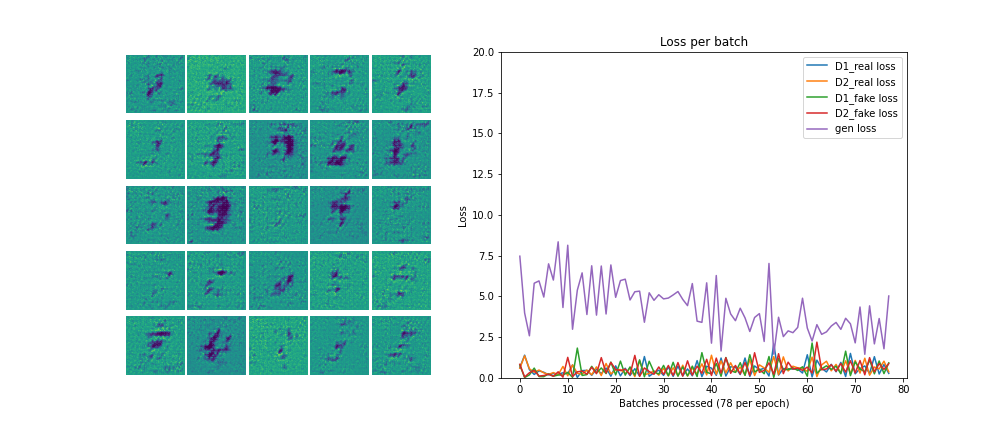 Loss per batch
20.0
17.5
15.0
12.5
10.0
7.5
5.0
2.5
0.0
Loss
D1_real loss
D2_real loss
D1_fake loss
D2_fake loss
gen loss
0 10 20 30 40 50 60 70 80
Batches processed (78 per epoch)